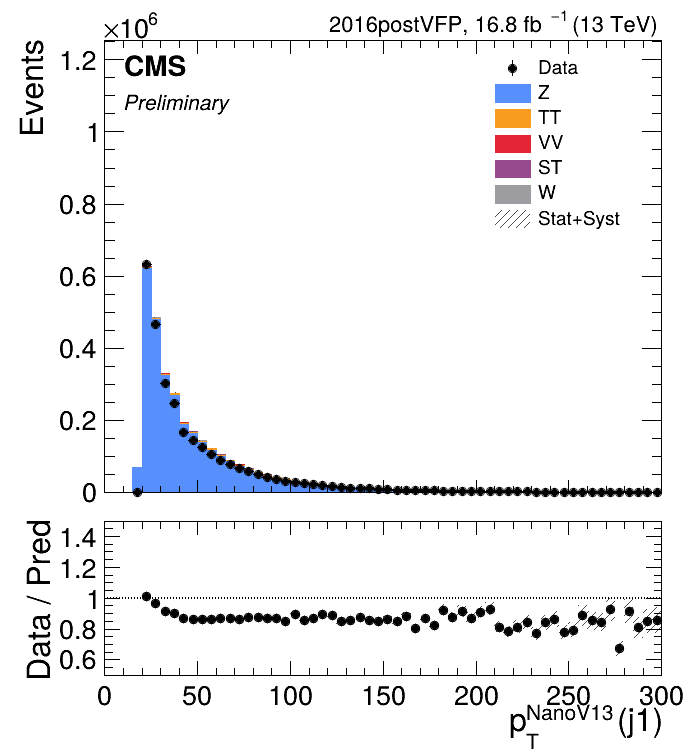 ×10^6
2016postVFP, 16.8 fb^−1 (13 TeV)
CMS
Preliminary
Events
1.2
1
0.8
0.6
0.4
0.2
0
Data
Z
TT
VV
ST
W
Stat+Syst
Data / Pred
1.4
1.2
1
0.8
0.6
0 50 100 150 200 250 300
p_T^NanoV13(j1)